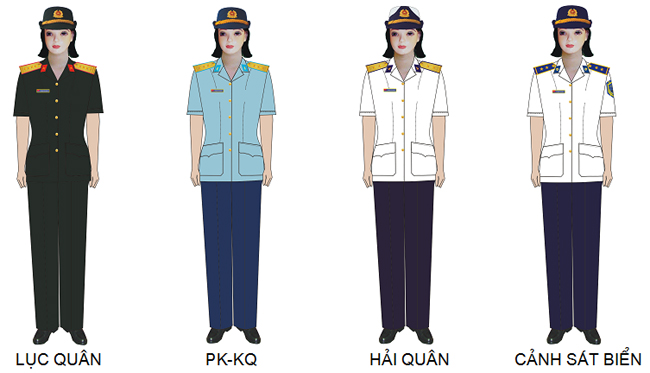 LỤC QUÂN
PK-KQ
HẢI QUÂN
CẢNH SÁT BIỂN